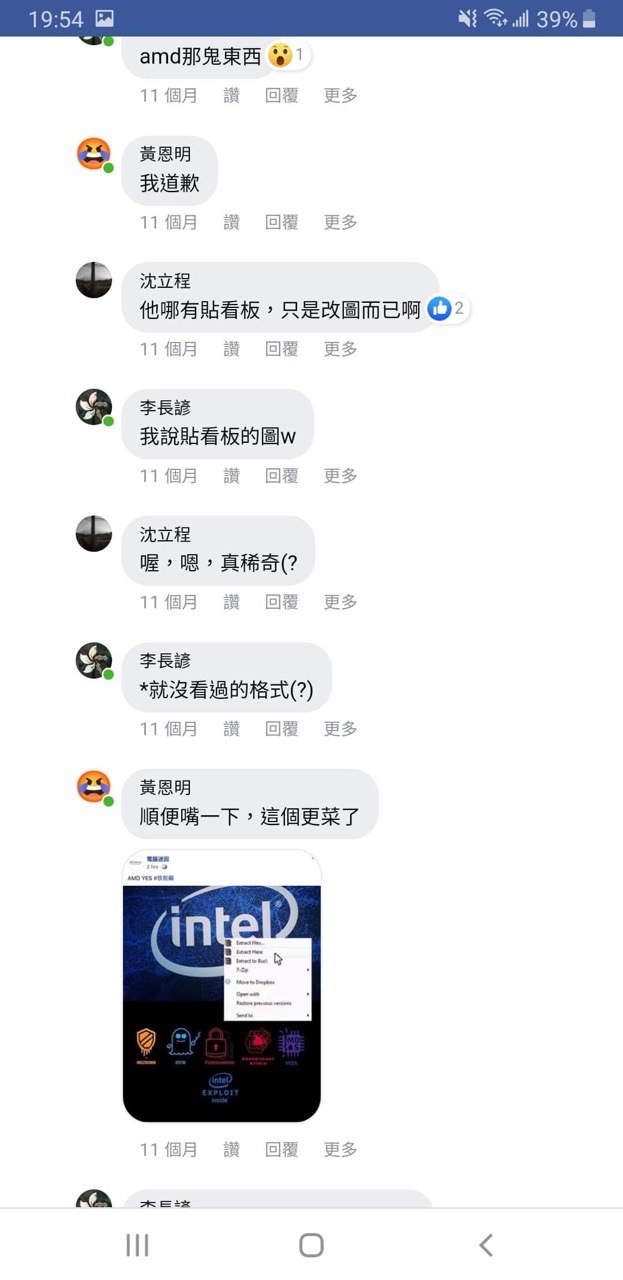 19:54
39%
amd那鬼東西
1
11 個月 讚 回覆 更多
黃恩明
我道歉
11 個月 讚 回覆 更多
沈立程
他哪有貼看板，只是改圖而已啊
2
11 個月 讚 回覆 更多
李長諺
我說貼看板的圖w
11 個月 讚 回覆 更多
沈立程
喔，嗯，真稀奇(?
11 個月 讚 回覆 更多
李長諺
*就沒看過的格式(?)
11 個月 讚 回覆 更多
黃恩明
順便嘴一下，這個更菜了
電腦迷因
2 hrs
AMD YES #核能編
intel
Extract files...
Extract Here
Extract to
7-Zip
Move to Dropbox
Open with
Restore previous versions
Send to
MELTDOWN
FORESHADOW
ZOMBIELOAD
ATTACK
intel
EXPLOIT
inside
11 個月 讚 回覆 更多
李長諺